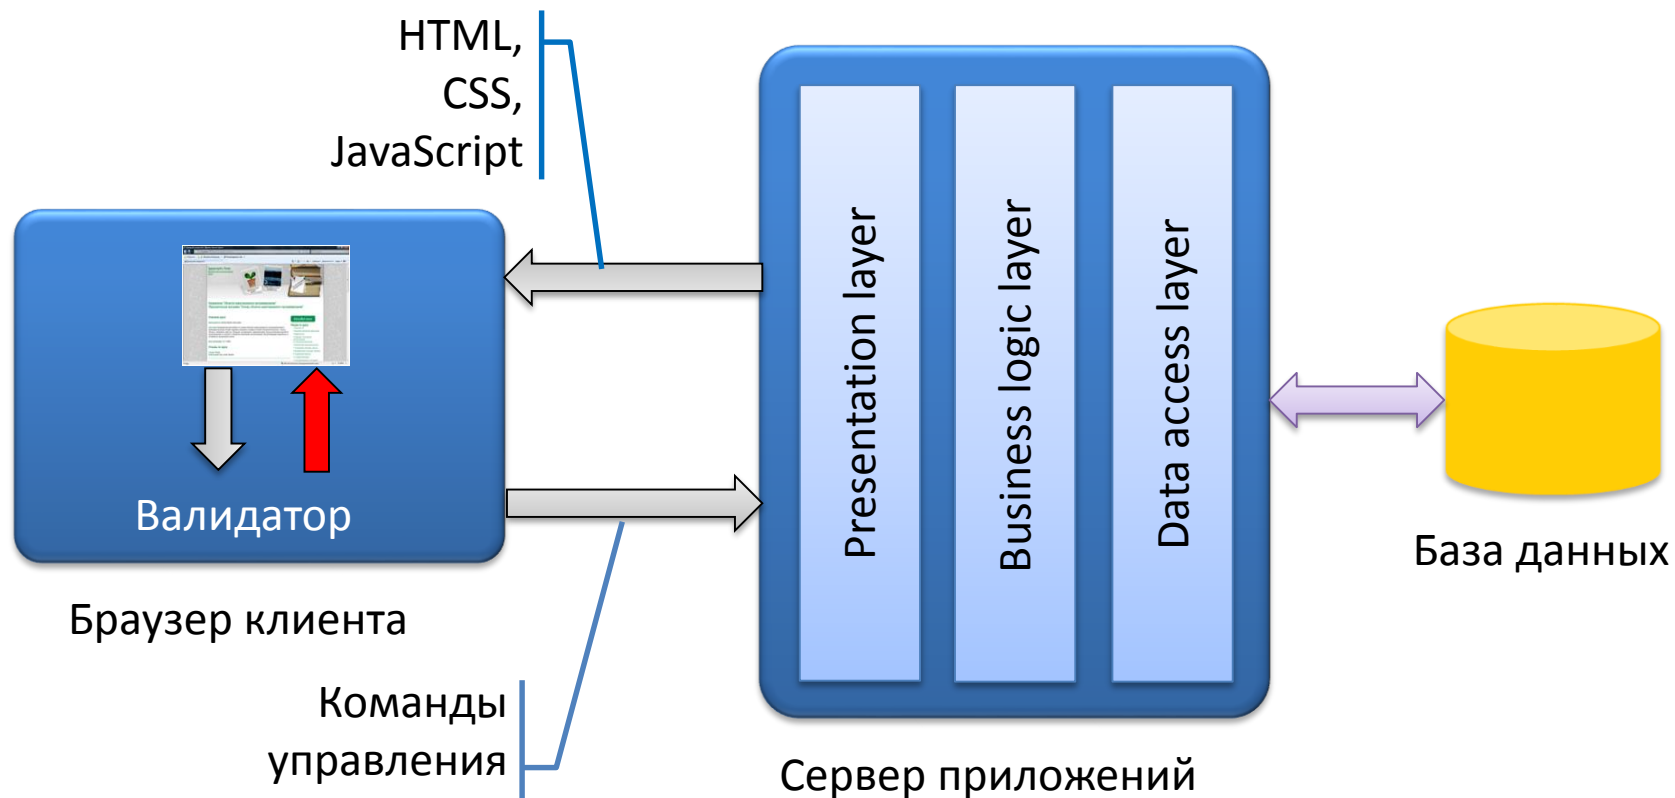 HTML,
CSS,
JavaScript
Валидатор
Браузер клиента
Команды
управления
Presentation layer
Business logic layer
Data access layer
Сервер приложений
База данных